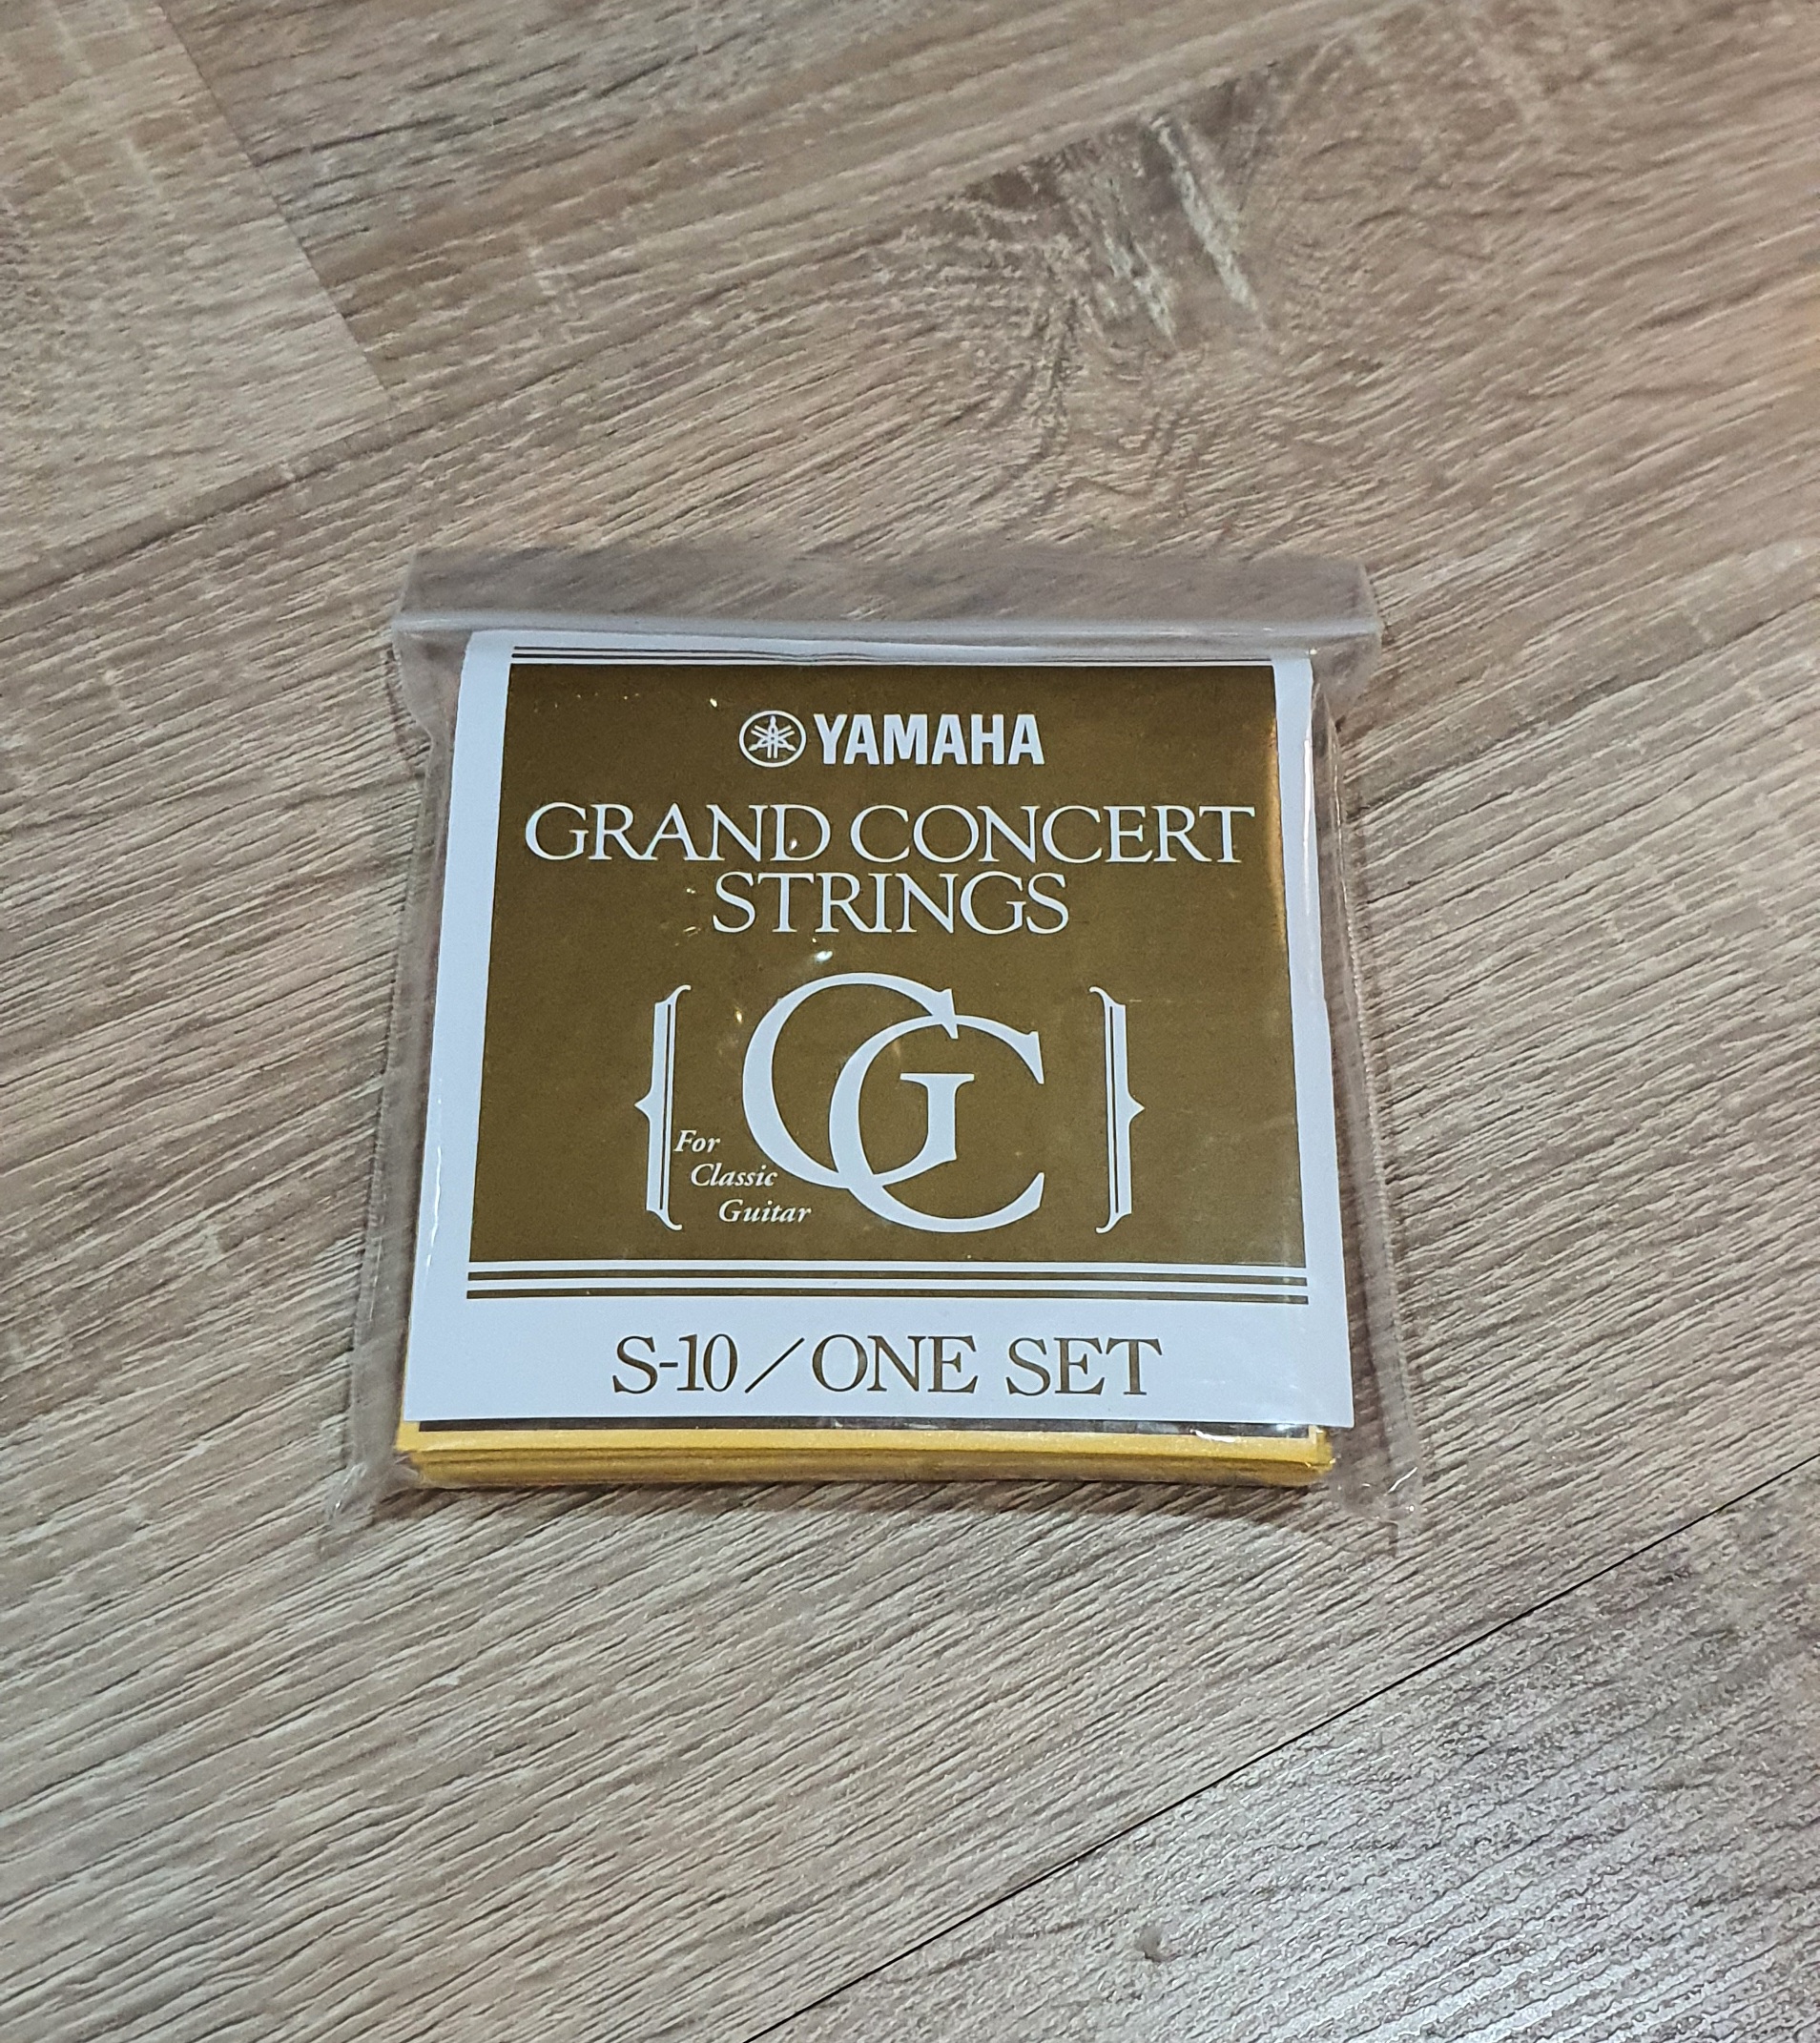 YAMAHA
GRAND CONCERT
STRINGS
GC
For
Classic
Guitar
S-10/ONE SET